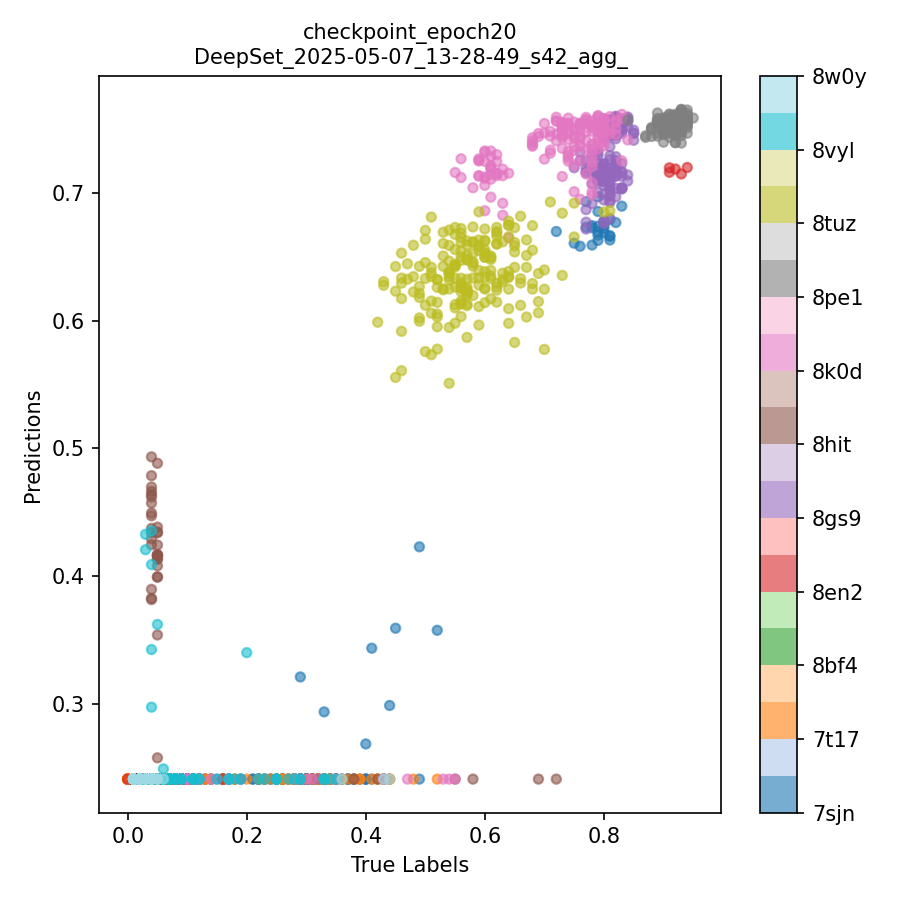 checkpoint_epoch20
DeepSet_2025-05-07_13-28-49_s42_agg_
Predictions
0.7
0.6
0.5
0.4
0.3
0.0 0.2 0.4 0.6 0.8
True Labels
8w0y
8vyl
8tuz
8pe1
8k0d
8hit
8gs9
8en2
8bf4
7t17
7sjn